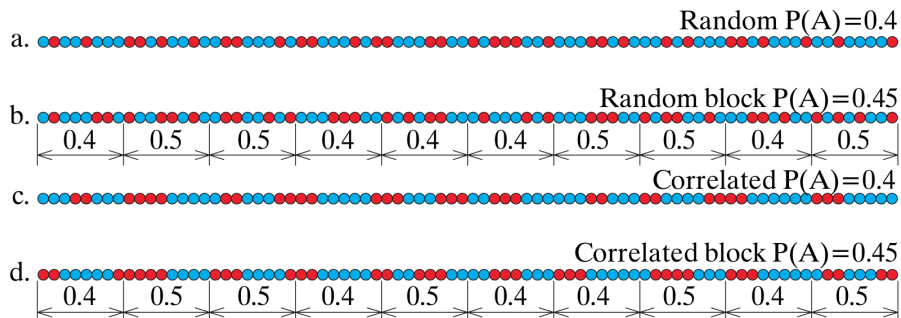 Random P(A)=0.4
a.
Random block P(A)=0.45
b.
0.4 0.5 0.5 0.4 0.4 0.4 0.5 0.5 0.4 0.5
Correlated P(A)=0.4
c.
Correlated block P(A)=0.45
d.
0.4 0.5 0.5 0.4 0.5 0.4 0.4 0.5 0.4 0.5